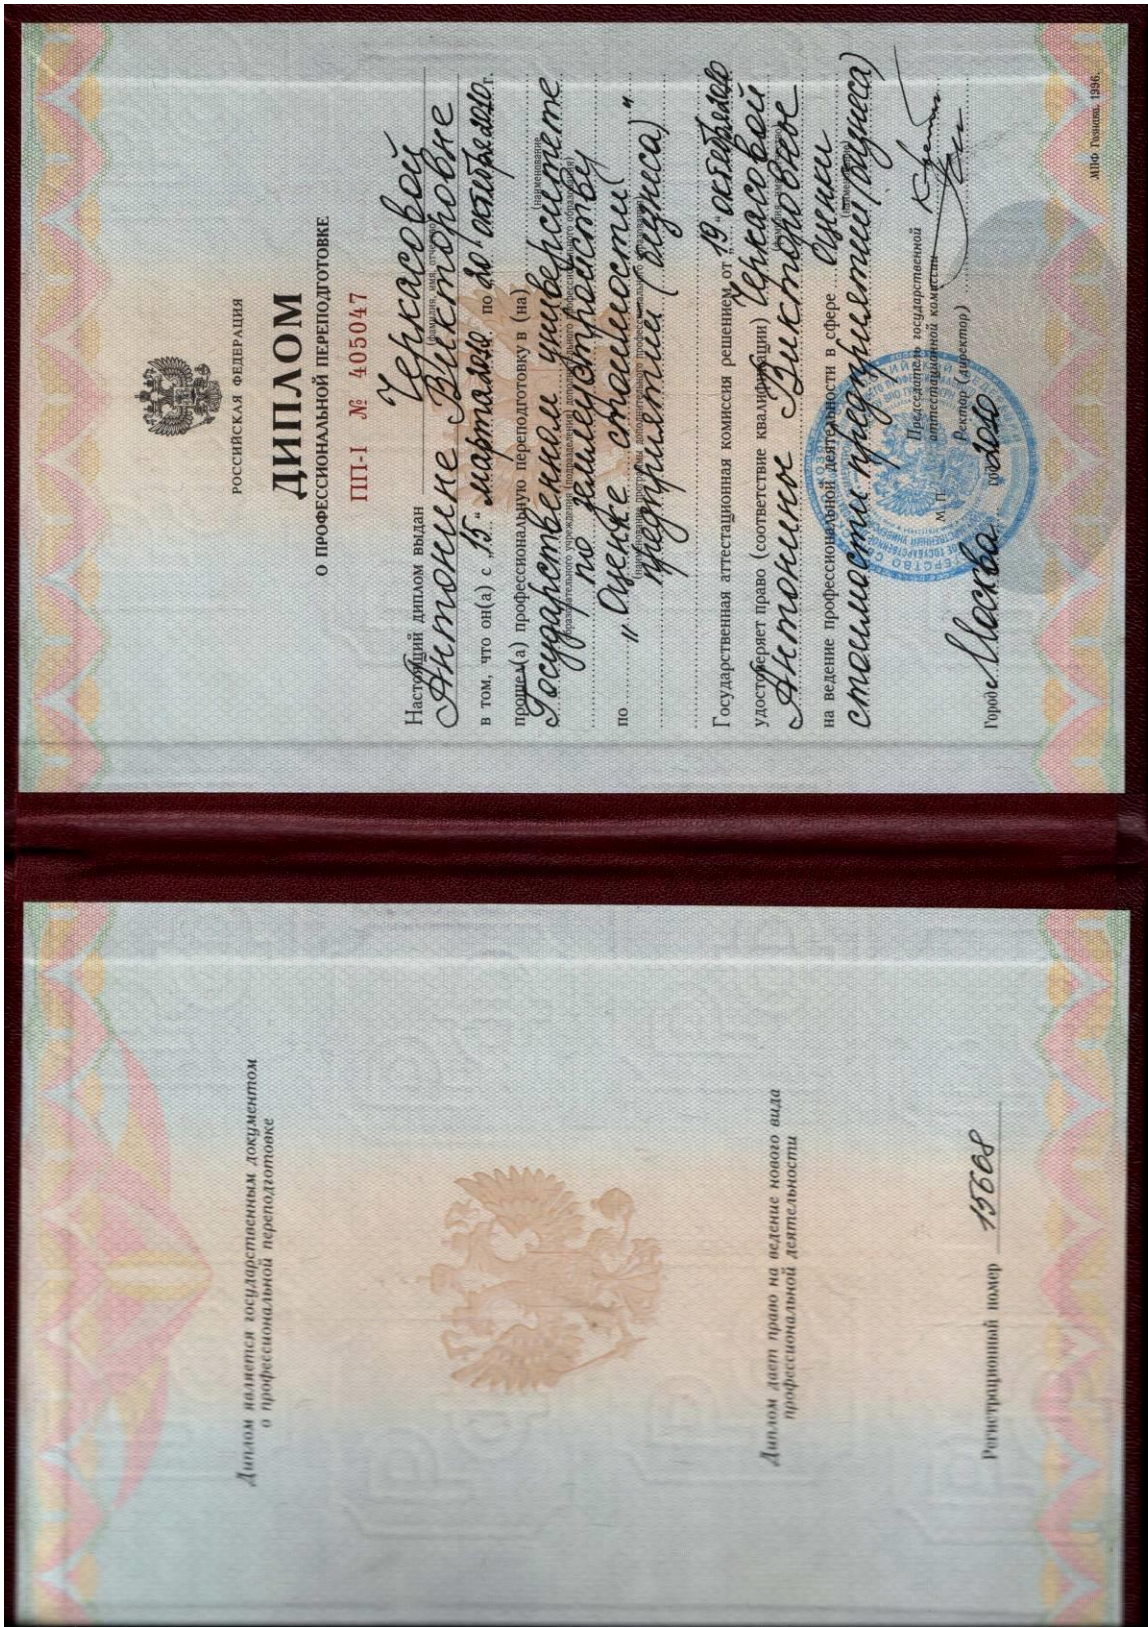 Диплом является государственным документом
о профессиональной переподготовке
Диплом дает право на ведение нового вида
профессиональной деятельности
Регистрационный номер 15608
РОССИЙСКАЯ ФЕДЕРАЦИЯ
ДИПЛОМ
О ПРОФЕССИОНАЛЬНОЙ ПЕРЕПОДГОТОВКЕ
ПП-I № 405047
Настоящий диплом выдан Черкасовой
(фамилия, имя, отчество)
Антонине Викторовне
в том, что он(а) с „15“ марта 2010 по „20“ октября 2010 г.
прошел(а) профессиональную переподготовку в (на)
(наименование
Государственном университете
образовательного учреждения (подразделения) дополнительного профессионального образования)
по землеустройству
по „Оценке стоимости
(наименование программы дополнительного профессионального образования)
предприятия (бизнеса)“
Государственная аттестационная комиссия решением от „19“ октября 2010
удостоверяет право (соответствие квалификации) Черкасовой
Антонины Викторовны
на ведение профессиональной деятельности в сфере Оценки
(наименование)
стоимости предприятия (бизнеса)
Председатель государственной
М. П. аттестационной комиссии
Ректор (директор)
Город Москва год 2010
МПФ Гознака. 1996.